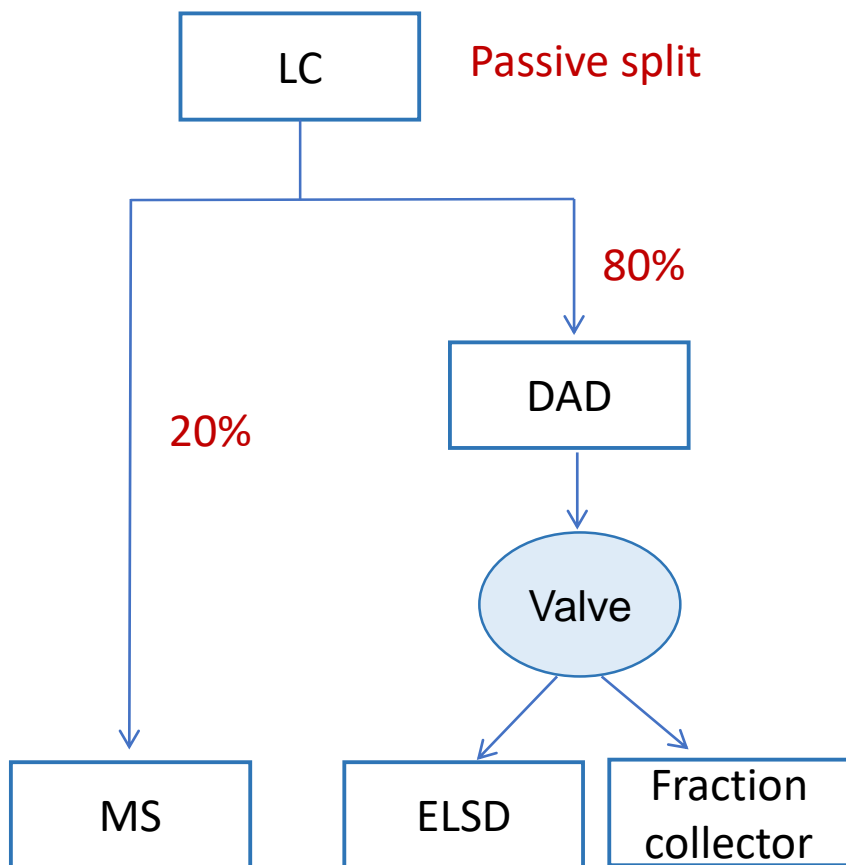 LC
Passive split
80%
DAD
20%
Valve
MS
ELSD
Fraction
collector